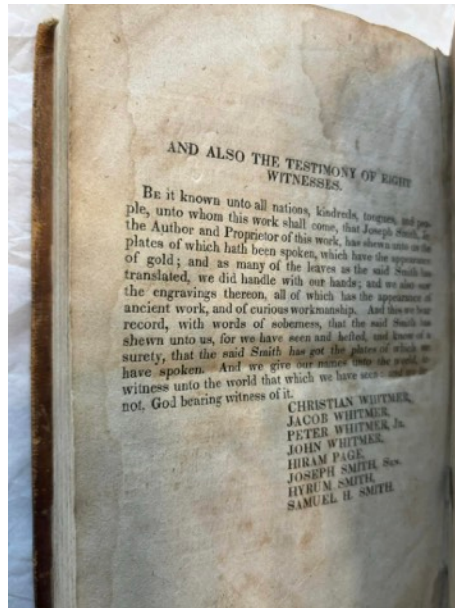 AND ALSO THE TESTIMONY OF EIGHT
WITNESSES.
BE it known unto all nations, kindreds, tongues, and peo-
ple, unto whom this work shall come, that Joseph Smith, Jr.
the Author and Proprietor of this work, has shewn unto us the
plates of which hath been spoken, which have the appearance
of gold; and as many of the leaves as the said Smith has
translated, we did handle with our hands; and we also saw
the engravings thereon, all of which has the appearance of
ancient work, and of curious workmanship. And this we bear
record, with words of soberness, that the said Smith has
shewn unto us, for we have seen and hefted, and know of a
surety, that the said Smith has got the plates of which we
have spoken. And we give our names unto the world, to
witness unto the world that which we have seen: and we lie
not, God bearing witness of it.
CHRISTIAN WHITMER,
JACOB WHITMER,
PETER WHITMER, JR.
JOHN WHITMER,
HIRAM PAGE,
JOSEPH SMITH, SEN.
HYRUM SMITH,
SAMUEL H. SMITH.